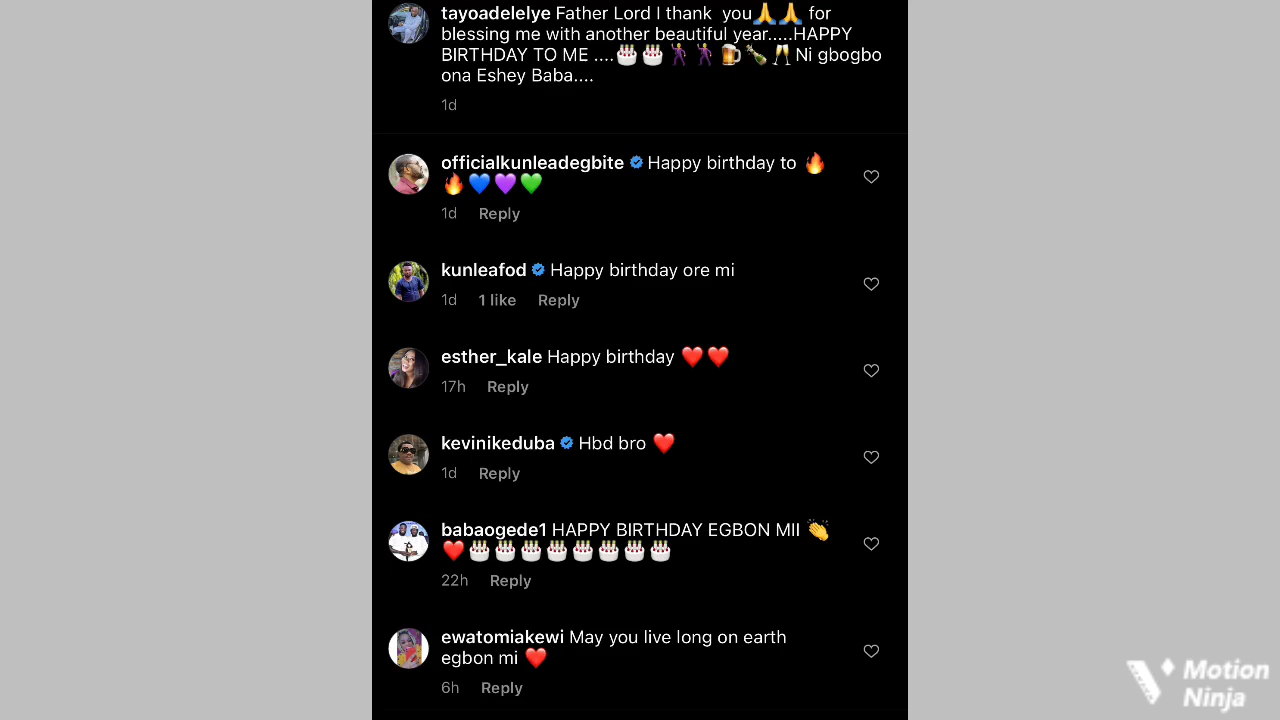 tayoadelelye Father Lord I thank you🙏🙏 for
blessing me with another beautiful year.....HAPPY
BIRTHDAY TO ME ....🎂🎂🕺🕺🍺🍾🥂Ni gbogbo
ona Eshey Baba....
1d
officialkunleadegbite Happy birthday to 🔥
🔥💙💜💚
1d Reply
kunleafod Happy birthday ore mi
1d 1 like Reply
esther_kale Happy birthday ❤️❤️
17h Reply
kevinikeduba Hbd bro ❤️
1d Reply
babaogede1 HAPPY BIRTHDAY EGBON MII 👏
❤️🎂🎂🎂🎂🎂🎂🎂🎂
22h Reply
ewatomiakewi May you live long on earth
egbon mi ❤️
6h Reply
Motion
Ninja